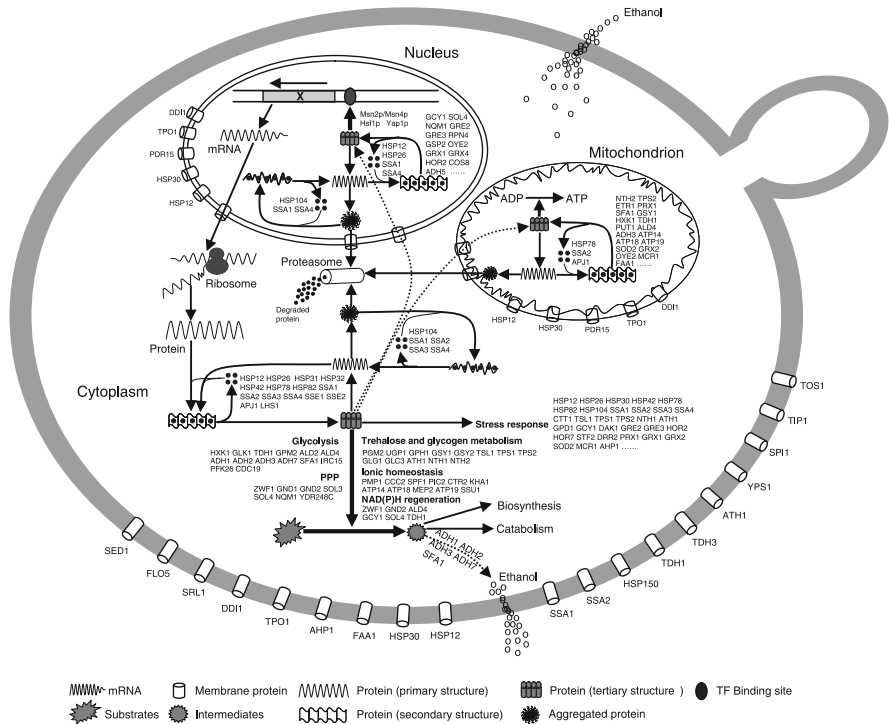 Ethanol
Nucleus
X
Msn2p/Msn4p
Hsf1p Yap1p
GCY1 SOL4
NQM1 GRE2
GRE3 RPN4
GSP2 OYE2
GRX1 GRX4
HOR2 COS8
ADH5 ......
HSP12
HSP26
SSA1
SSA4
mRNA
HSP104
SSA1 SSA4
DDI1
TPO1
PDR15
HSP30
HSP12
Mitochondrion
ADP
ATP
NTH2 TPS2
ETR1 PRX1
SFA1 GSY1
HXK1 TDH1
PUT1 ALD4
ADH3 ATP14
ATP18 ATP19
SOD2 GRX2
OYE2 MCR1
FAA1 ......
HSP78
SSA2
APJ1
HSP12
HSP30
PDR15
TPO1
DDI1
Proteasome
Degraded
protein
Ribosome
Protein
HSP104
SSA1 SSA2
SSA3 SSA4
Cytoplasm
HSP12 HSP26 HSP31 HSP32
HSP42 HSP78 HSP82 SSA1
SSA2 SSA3 SSA4 SSE1 SSE2
APJ1 LHS1
Stress response
HSP12 HSP26 HSP30 HSP42 HSP78
HSP82 HSP104 SSA1 SSA2 SSA3 SSA4
CTT1 TSL1 TPS1 TPS2 NTH1 ATH1
GPD1 GCY1 DAK1 GRE2 GRE3 HOR2
HOR7 STF2 DRR2 PRX1 GRX1 GRX2
SOD2 MCR1 AHP1 ......
Glycolysis
HXK1 GLK1 TDH1 GPM2 ALD2 ALD4
ADH1 ADH2 ADH3 ADH7 SFA1 IRC15
PFK26 CDC19
PPP
ZWF1 GND1 GND2 SOL3
SOL4 NQM1 YDR248C
Trehalose and glycogen metabolism
PGM2 UGP1 GPH1 GSY1 GSY2 TSL1 TPS1 TPS2
GLG1 GLC3 ATH1 NTH1 NTH2
Ionic homeostasis
PMP1 CCC2 SPF1 PIC2 CTR2 KHA1
ATP14 ATP18 MEP2 ATP19 SSU1
NAD(P)H regeneration
ZWF1 GND2 ALD4
GCY1 SOL4 TDH1
Substrates
Intermediates
Biosynthesis
Catabolism
ADH1 ADH2
ADH3 ADH7
SFA1
Ethanol
SED1
FLO5
SRL1
DDI1
TPO1
AHP1
FAA1
HSP30
HSP12
SSA1
SSA2
HSP150
TDH1
TDH3
ATH1
YPS1
SPI1
TIP1
TOS1
mRNA
Membrane protein
Protein (primary structure)
Protein (tertiary structure )
TF Binding site
Substrates
Intermediates
Protein (secondary structure)
Aggregated protein